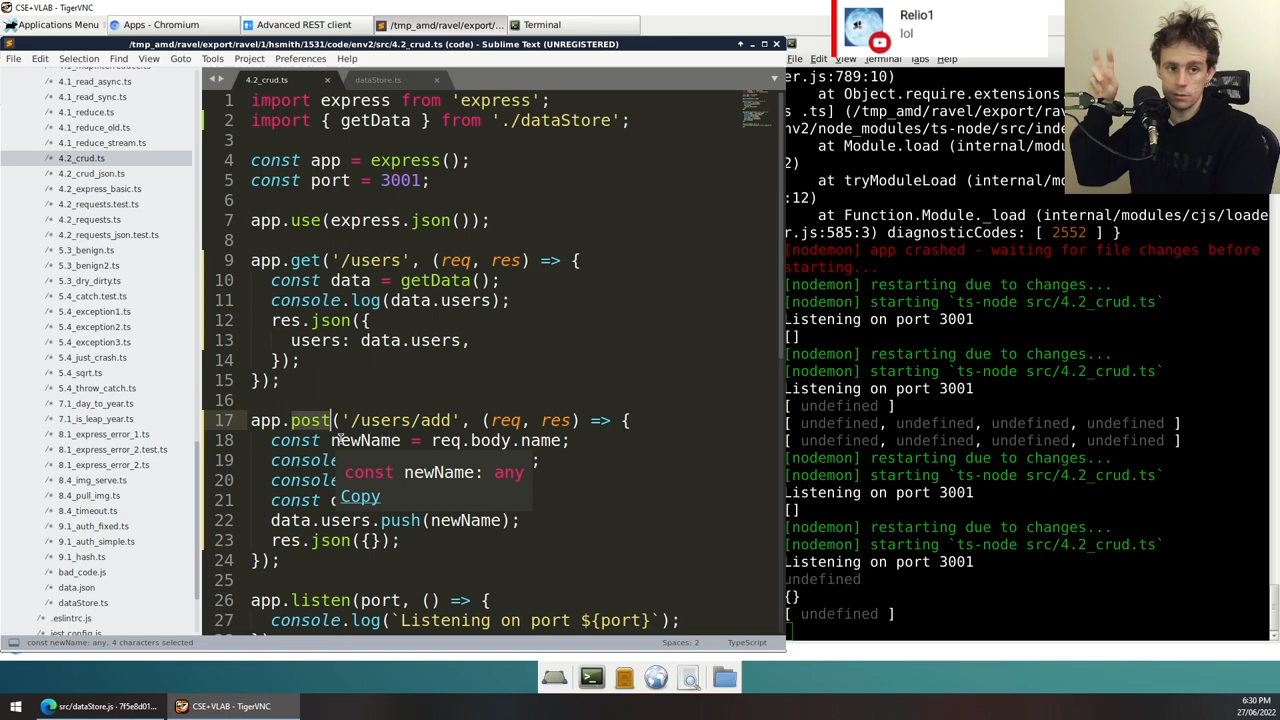 CSE+VLAB - TigerVNC
Applications Menu
Apps - Chromium
Advanced REST client
/tmp_amd/ravel/export/...
Terminal
Relio1
lol
/tmp_amd/ravel/export/ravel/1/hsmith/1531/code/env2/src/4.2_crud.ts (code) - Sublime Text (UNREGISTERED)
File Edit Selection Find View Goto Tools Project Preferences Help
4.1_read_async.ts
4.1_read_sync.ts
4.1_reduce.ts
4.1_reduce_old.ts
4.1_reduce_stream.ts
4.2_crud.ts
4.2_crud_json.ts
4.2_express_basic.ts
4.2_requests.test.ts
4.2_requests.ts
4.2_requests_json.test.ts
5.3_benign.ts
5.3_benign2.ts
5.3_dry_dirty.ts
5.4_catch.test.ts
5.4_exception1.ts
5.4_exception2.ts
5.4_exception3.ts
5.4_just_crash.ts
5.4_sqrt.ts
5.4_throw_catch.ts
7.1_day_to_year.ts
7.1_is_leap_year.ts
8.1_express_error_1.ts
8.1_express_error_2.test.ts
8.1_express_error_2.ts
8.4_img_serve.ts
8.4_pull_img.ts
8.4_timeout.ts
9.1_auth_fixed.ts
9.1_auth_simple.ts
9.1_hash.ts
bad_code.js
data.json
dataStore.ts
.eslintrc.js
jest.config.js
4.2_crud.ts
dataStore.ts
1 import express from 'express';
2 import { getData } from './dataStore';
3
4 const app = express();
5 const port = 3001;
6
7 app.use(express.json());
8
9 app.get('/users', (req, res) => {
10 const data = getData();
11 console.log(data.users);
12 res.json({
13 users: data.users,
14 });
15 });
16
17 app.post('/users/add', (req, res) => {
18 const newName = req.body.name;
19 console ;
20 console
21 const
22 data.users.push(newName);
23 res.json({});
24 });
25
26 app.listen(port, () => {
27 console.log(`Listening on port ${port}`);
const newName: any
Copy
const newName: any, 4 characters selected
Spaces: 2
TypeScript
File Edit View Terminal Tabs Help
er.js:789:10)
at Object.require.extensions
s .ts] (/tmp_amd/ravel/export/rav
env2/node_modules/ts-node/src/inde
at Module.load (internal/modu
2)
at tryModuleLoad (internal/mo
:12)
at Function.Module._load (internal/modules/cjs/loade
r.js:585:3) diagnosticCodes: [ 2552 ] }
[nodemon] app crashed - waiting for file changes before
starting...
[nodemon] restarting due to changes...
[nodemon] starting `ts-node src/4.2_crud.ts`
Listening on port 3001
[]
[nodemon] restarting due to changes...
[nodemon] starting `ts-node src/4.2_crud.ts`
Listening on port 3001
[ undefined ]
[ undefined, undefined, undefined, undefined ]
[ undefined, undefined, undefined, undefined ]
[nodemon] restarting due to changes...
[nodemon] starting `ts-node src/4.2_crud.ts`
Listening on port 3001
[]
[nodemon] restarting due to changes...
[nodemon] starting `ts-node src/4.2_crud.ts`
Listening on port 3001
undefined
{}
[ undefined ]
src/dataStore.js - 7f5e8d01...
CSE+VLAB - TigerVNC
6:30 PM
27/06/2022